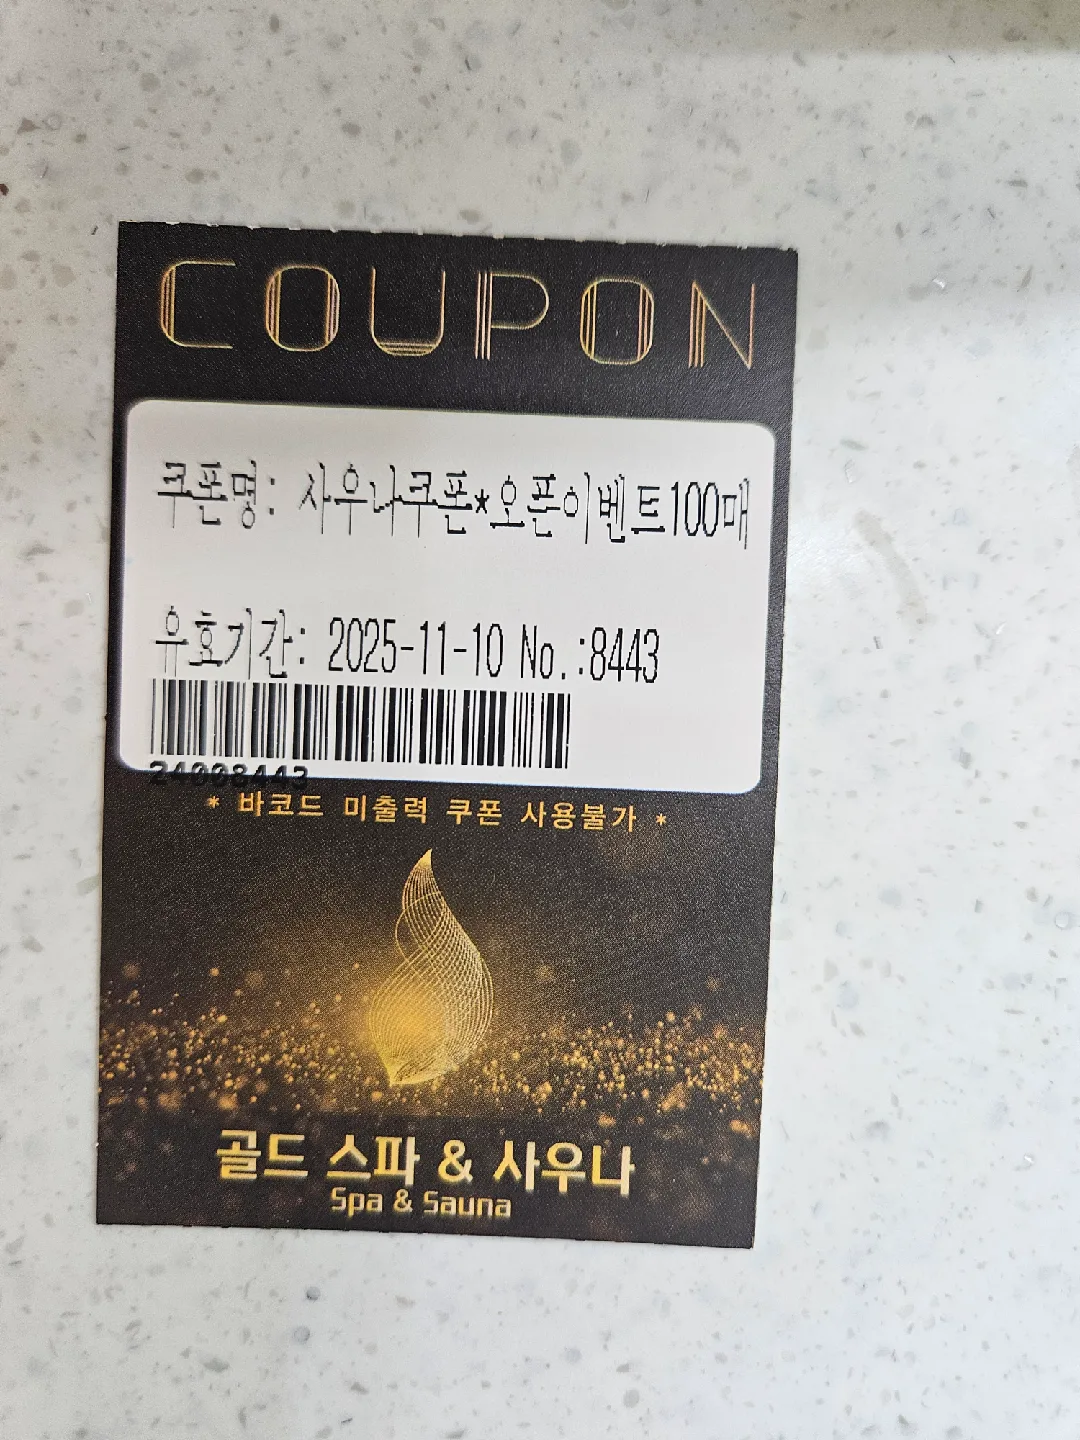 COUPON
쿠폰명: 사우나쿠폰*오픈이벤트100매
유효기간: 2025-11-10 No.:8443
24008443
* 바코드 미출력 쿠폰 사용불가 *
골드 스파 & 사우나
Spa & Sauna